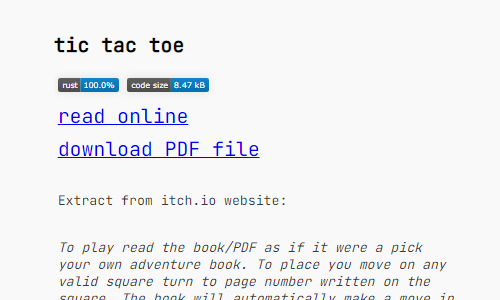 tic tac toe
rust 100.0% code size 8.47 kB
read online
download PDF file
Extract from itch.io website:
To play read the book/PDF as if it were a pick
your own adventure book. To place you move on any
valid square turn to page number written on the
square. The book will automatically make a move in